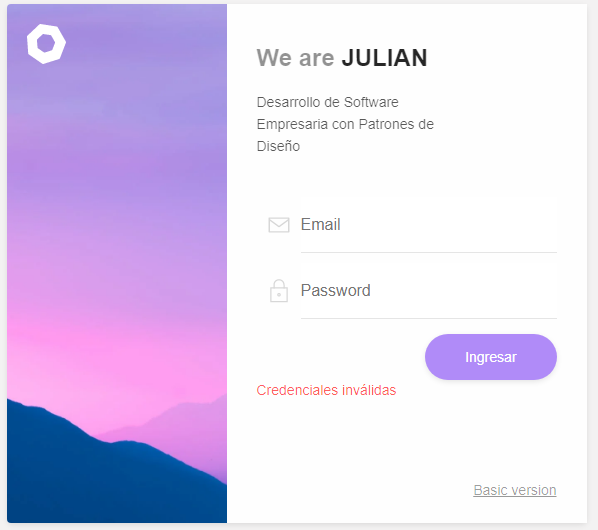 We are JULIAN
Desarrollo de Software
Empresaria con Patrones de
Diseño
Email
Password
Ingresar
Credenciales inválidas
Basic version